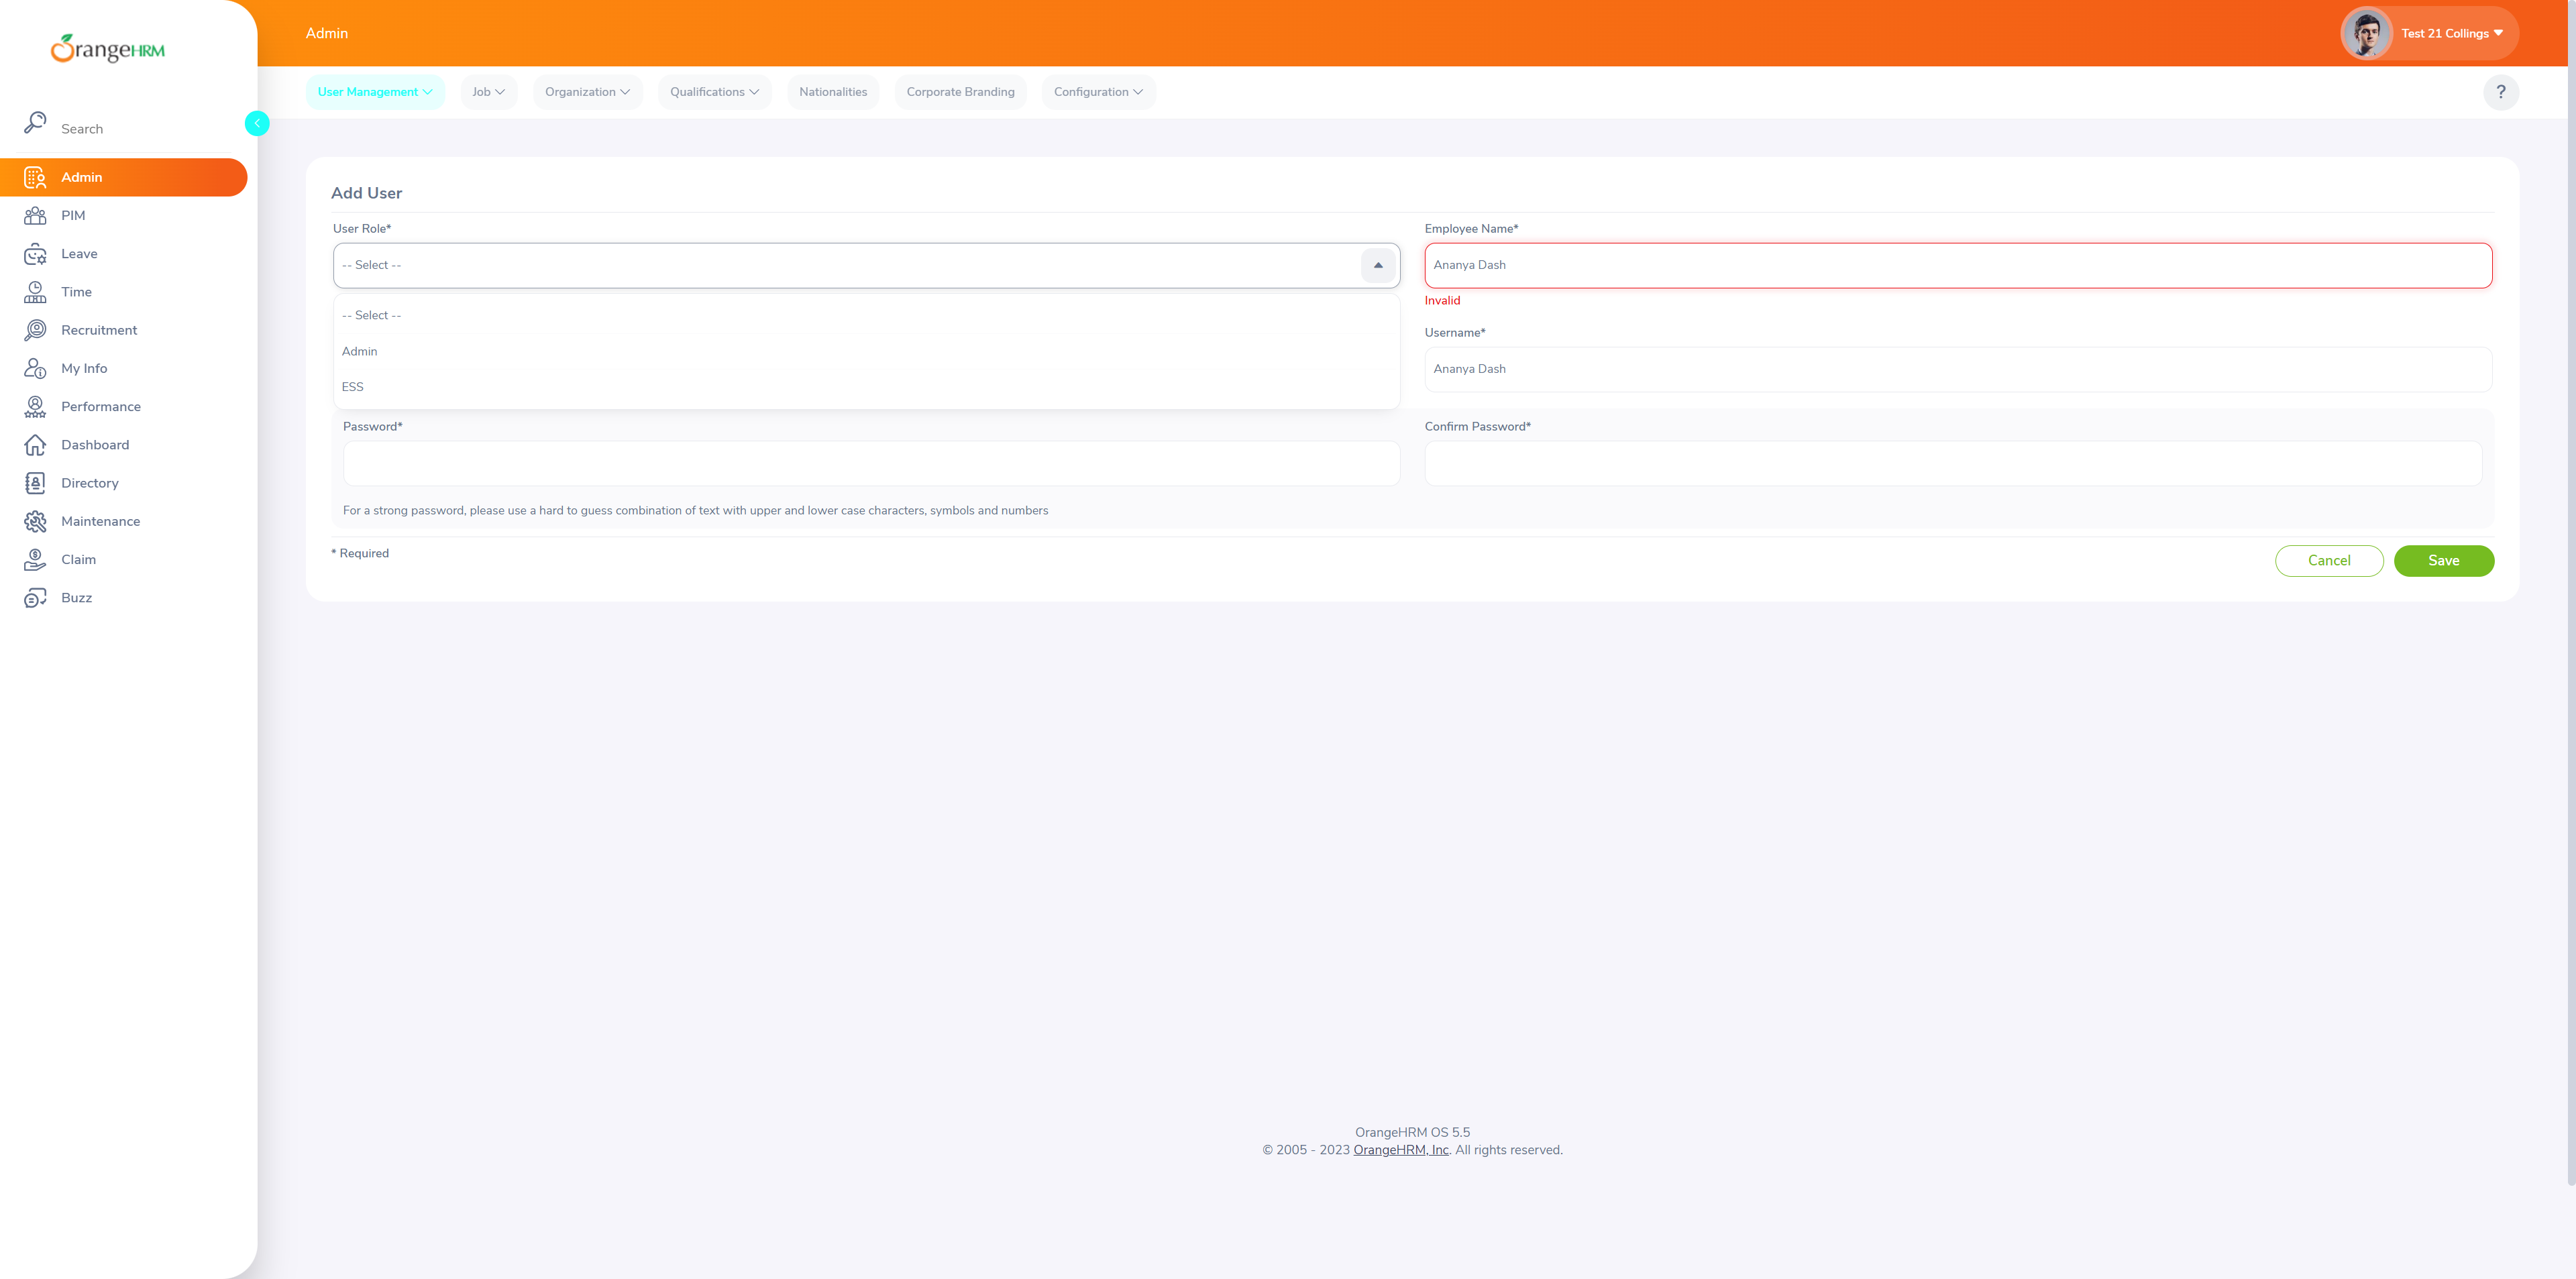 OrangeHRM
Search
Admin
PIM
Leave
Time
Recruitment
My Info
Performance
Dashboard
Directory
Maintenance
Claim
Buzz
Admin
Test 21 Collings
User Management
Job
Organization
Qualifications
Nationalities
Corporate Branding
Configuration
?
Add User
User Role*
-- Select --
-- Select --
Admin
ESS
Employee Name*
Ananya Dash
Invalid
Username*
Ananya Dash
Password*
Confirm Password*
For a strong password, please use a hard to guess combination of text with upper and lower case characters, symbols and numbers
* Required
Cancel
Save
OrangeHRM OS 5.5
© 2005 - 2023 OrangeHRM, Inc. All rights reserved.